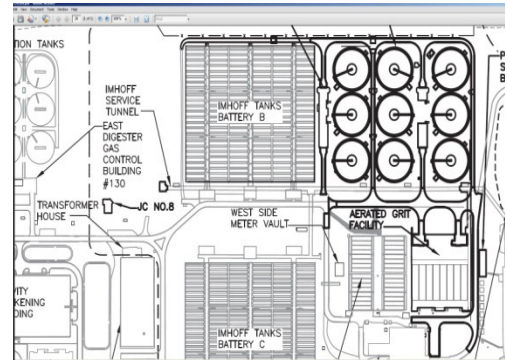 TION TANKS
IMHOFF
SERVICE
TUNNEL
EAST
DIGESTER
GAS
CONTROL
BUILDING
#130
TRANSFORMER
HOUSE
JC NO.8
IMHOFF TANKS
BATTERY B
WEST SIDE
METER VAULT
AERATED GRIT
FACILITY
VITY
KENING
DING
IMHOFF TANKS
BATTERY C
P
S
B